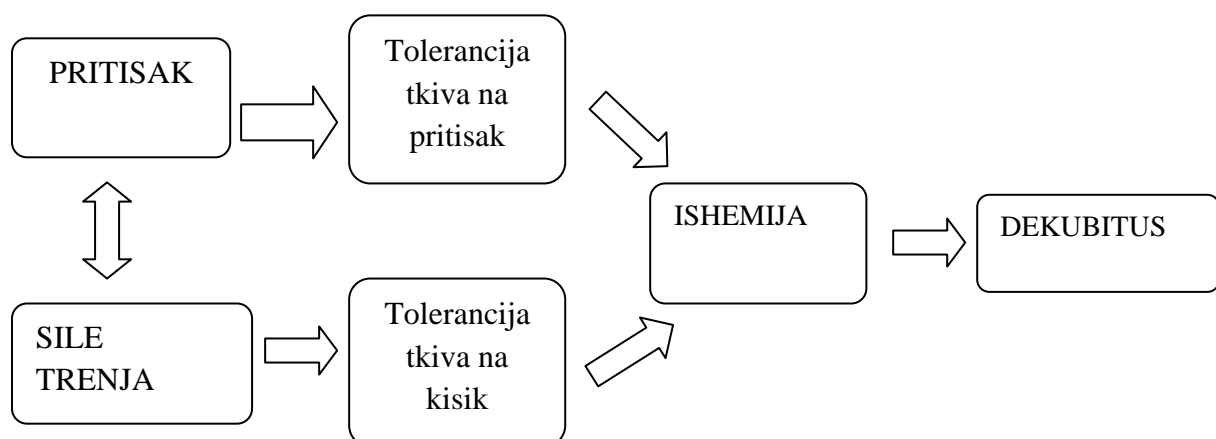 PRITISAK
Tolerancija
tkiva na
pritisak
ISHEMIJA
DEKUBITUS
SILE
TRENJA
Tolerancija
tkiva na
kisik